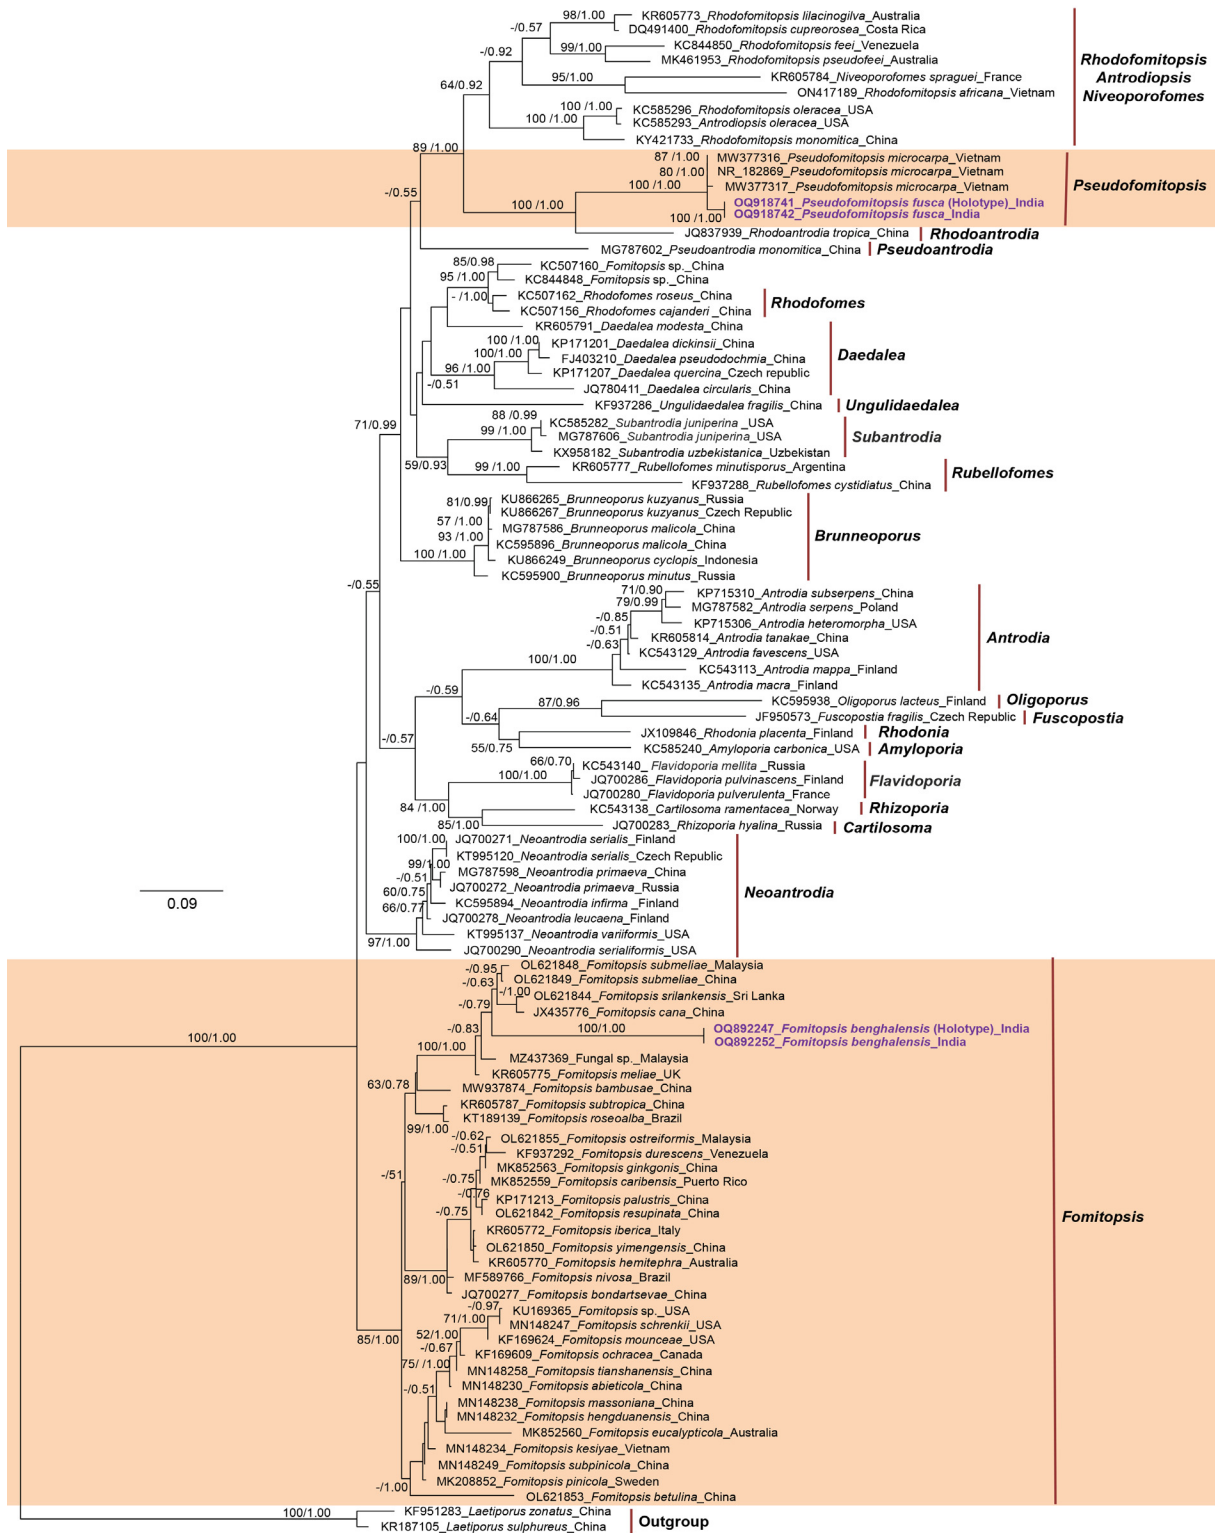 98/1.00
KR605773_Rhodofomitopsis lilacinogilva_Australia
-/0.57
DQ491400_Rhodofomitopsis cupreorosea_Costa Rica
KC844850_Rhodofomitopsis feei_Venezuela
-/0.92
99/1.00
MK461953_Rhodofomitopsis pseudofeei_Australia
Rhodofomitopsis
Antrodiopsis
Niveoporofomes
95/1.00
KR605784_Niveoporofomes spraguei_France
64/0.92
ON417189_Rhodofomitopsis africana_Vietnam
100 /1.00
KC585296_Rhodofomitopsis oleracea_USA
100 /1.00
KC585293_Antrodiopsis oleracea_USA
KY421733_Rhodofomitopsis monomitica_China
89 /1.00
87 /1.00
MW377316_Pseudofomitopsis microcarpa_Vietnam
80 /1.00
NR_182869_Pseudofomitopsis microcarpa_Vietnam
100 /1.00
MW377317_Pseudofomitopsis microcarpa_Vietnam
Pseudofomitopsis
-/0.55
OQ918741_Pseudofomitopsis fusca (Holotype)_India
100 /1.00
100 /1.00
OQ918742_Pseudofomitopsis fusca_India
JQ837939_Rhodoantrodia tropica_China
Rhodoantrodia
MG787602_Pseudoantrodia monomitica_China
Pseudoantrodia
85/0.98
KC507160_Fomitopsis sp._China
95 /1.00
KC844848_Fomitopsis sp._China
- /1.00
KC507162_Rhodofomes roseus_China
KC507156_Rhodofomes cajanderi _China
Rhodofomes
KR605791_Daedalea modesta_China
100 /1.00
KP171201_Daedalea dickinsii_China
100/1.00
FJ403210_Daedalea pseudodochmia_China
Daedalea
96 /1.00
KP171207_Daedalea quercina_Czech republic
-/0.51
JQ780411_Daedalea circularis_China
KF937286_Ungulidaedalea fragilis_China
Ungulidaedalea
88 /0.99
KC585282_Subantrodia juniperina _USA
71/0.99
99 /1.00
MG787606_Subantrodia juniperina_USA
Subantrodia
KX958182_Subantrodia uzbekistanica_Uzbekistan
59/0.93
99 /1.00
KR605777_Rubellofomes minutisporus_Argentina
KF937288_Rubellofomes cystidiatus_China
Rubellofomes
81/0.99
KU866265_Brunneoporus kuzyanus_Russia
KU866267_Brunneoporus kuzyanus_Czech Republic
57 /1.00
MG787586_Brunneoporus malicola_China
93 /1.00
KC595896_Brunneoporus malicola_China
Brunneoporus
100 /1.00
KU866249_Brunneoporus cyclopis_Indonesia
KC595900_Brunneoporus minutus_Russia
-/0.55
71/0.90
KP715310_Antrodia subserpens_China
79/0.99
MG787582_Antrodia serpens_Poland
-/0.85
KP715306_Antrodia heteromorpha_USA
-/0.51
KR605814_Antrodia tanakae_China
Antrodia
-/0.63
KC543129_Antrodia favescens_USA
100/1.00
KC543113_Antrodia mappa_Finland
KC543135_Antrodia macra_Finland
-/0.59
87/0.96
KC595938_Oligoporus lacteus_Finland
Oligoporus
-/0.64
JF950573_Fuscopostia fragilis_Czech Republic
Fuscopostia
JX109846_Rhodonia placenta_Finland
Rhodonia
-/0.57
55/0.75
KC585240_Amyloporia carbonica_USA
Amyloporia
66/0.70
KC543140_Flavidoporia mellita _Russia
100/1.00
JQ700286_Flavidoporia pulvinascens_Finland
Flavidoporia
JQ700280_Flavidoporia pulverulenta_France
84 /1.00
KC543138_Cartilosoma ramentacea_Norway
Rhizoporia
85/1.00
JQ700283_Rhizoporia hyalina_Russia
Cartilosoma
100/1.00
JQ700271_Neoantrodia serialis_Finland
KT995120_Neoantrodia serialis_Czech Republic
99/1.00
MG787598_Neoantrodia primaeva_China
-/0.51
JQ700272_Neoantrodia primaeva_Russia
60/0.75
Neoantrodia
KC595894_Neoantrodia infirma _Finland
66/0.77
JQ700278_Neoantrodia leucaena_Finland
KT995137_Neoantrodia variiformis_USA
97/1.00
JQ700290_Neoantrodia serialiformis_USA
0.09
-/0.95
OL621848_Fomitopsis submeliae_Malaysia
-/0.63
OL621849_Fomitopsis submeliae_China
-/1.00
OL621844_Fomitopsis srilankensis_Sri Lanka
-/0.79
JX435776_Fomitopsis cana_China
-/0.83
100/1.00
OQ892247_Fomitopsis benghalensis (Holotype)_India
100/1.00
OQ892252_Fomitopsis benghalensis_India
100/1.00
MZ437369_Fungal sp._Malaysia
KR605775_Fomitopsis meliae_UK
63/0.78
MW937874_Fomitopsis bambusae_China
KR605787_Fomitopsis subtropica_China
KT189139_Fomitopsis roseoalba_Brazil
99/1.00
-/0.62
OL621855_Fomitopsis ostreiformis_Malaysia
-/0.51
KF937292_Fomitopsis durescens_Venezuela
-/51
MK852563_Fomitopsis ginkgonis_China
-/0.75
MK852559_Fomitopsis caribensis_Puerto Rico
-/0.76
KP171213_Fomitopsis palustris_China
-/0.75
OL621842_Fomitopsis resupinata_China
Fomitopsis
KR605772_Fomitopsis iberica_Italy
OL621850_Fomitopsis yimengensis_China
KR605770_Fomitopsis hemitephra_Australia
89/1.00
MF589766_Fomitopsis nivosa_Brazil
JQ700277_Fomitopsis bondartsevae_China
-/0.97
KU169365_Fomitopsis sp._USA
71/1.00
MN148247_Fomitopsis schrenkii_USA
85/1.00
52/1.00
KF169624_Fomitopsis mounceae_USA
-/0.67
KF169609_Fomitopsis ochracea_Canada
75/ /1.00
MN148258_Fomitopsis tianshanensis_China
-/0.51
MN148230_Fomitopsis abieticola_China
MN148238_Fomitopsis massoniana_China
MN148232_Fomitopsis hengduanensis_China
MK852560_Fomitopsis eucalypticola_Australia
MN148234_Fomitopsis kesiyae_Vietnam
MN148249_Fomitopsis subpinicola_China
MK208852_Fomitopsis pinicola_Sweden
-/1.00
OL621853_Fomitopsis betulina_China
100/1.00
KF951283_Laetiporus zonatus_China
KR187105_Laetiporus sulphureus_China
Outgroup